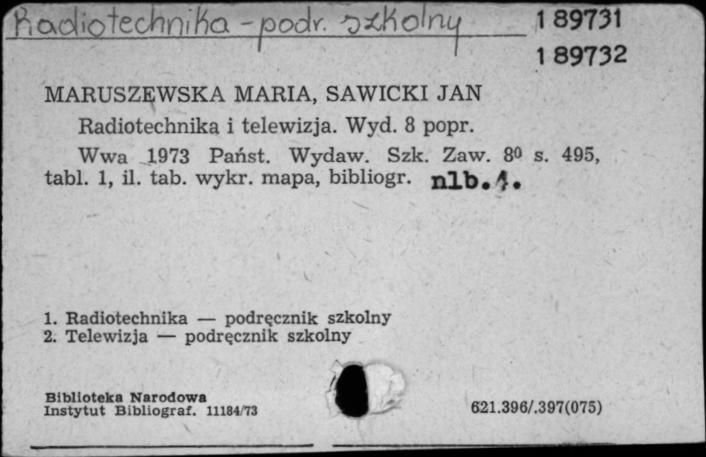 Radiotechnika - podr. szkolny
1 89731
1 89732
MARUSZEWSKA MARIA, SAWICKI JAN
Radiotechnika i telewizja. Wyd. 8 popr.
Wwa 1973 Państ. Wydaw. Szk. Zaw. 8º s. 495,
tabl. 1, il. tab. wykr. mapa, bibliogr. nlb. 1.
1. Radiotechnika — podręcznik szkolny
2. Telewizja — podręcznik szkolny
Biblioteka Narodowa
Instytut Bibliograf. 11184/73
621.396/.397(075)